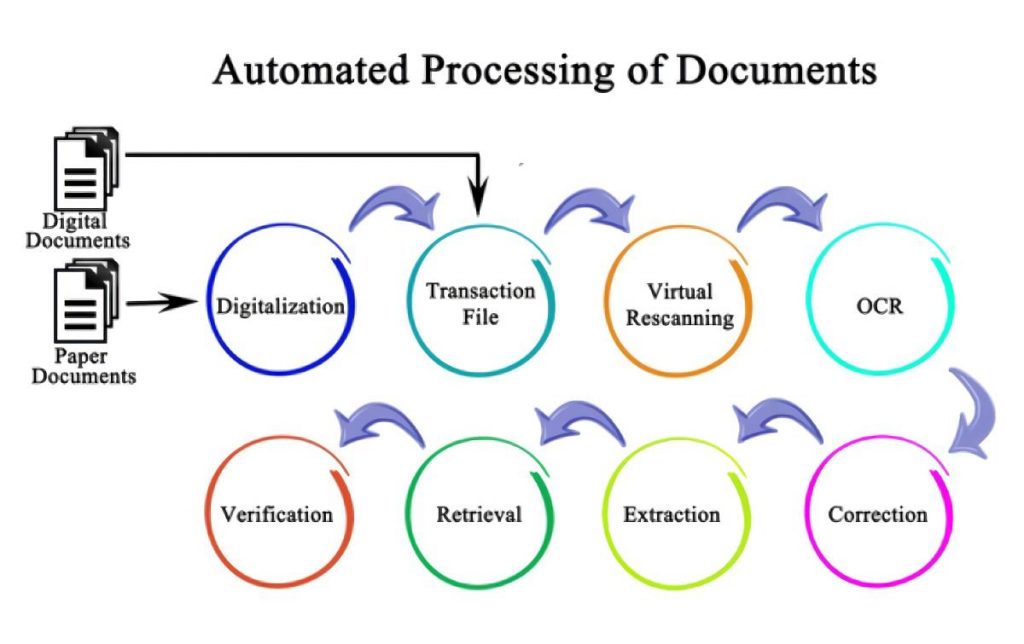 Automated Processing of Documents
Digital
Documents
Paper
Documents
Digitalization
Transaction
File
Virtual
Rescanning
OCR
Verification
Retrieval
Extraction
Correction